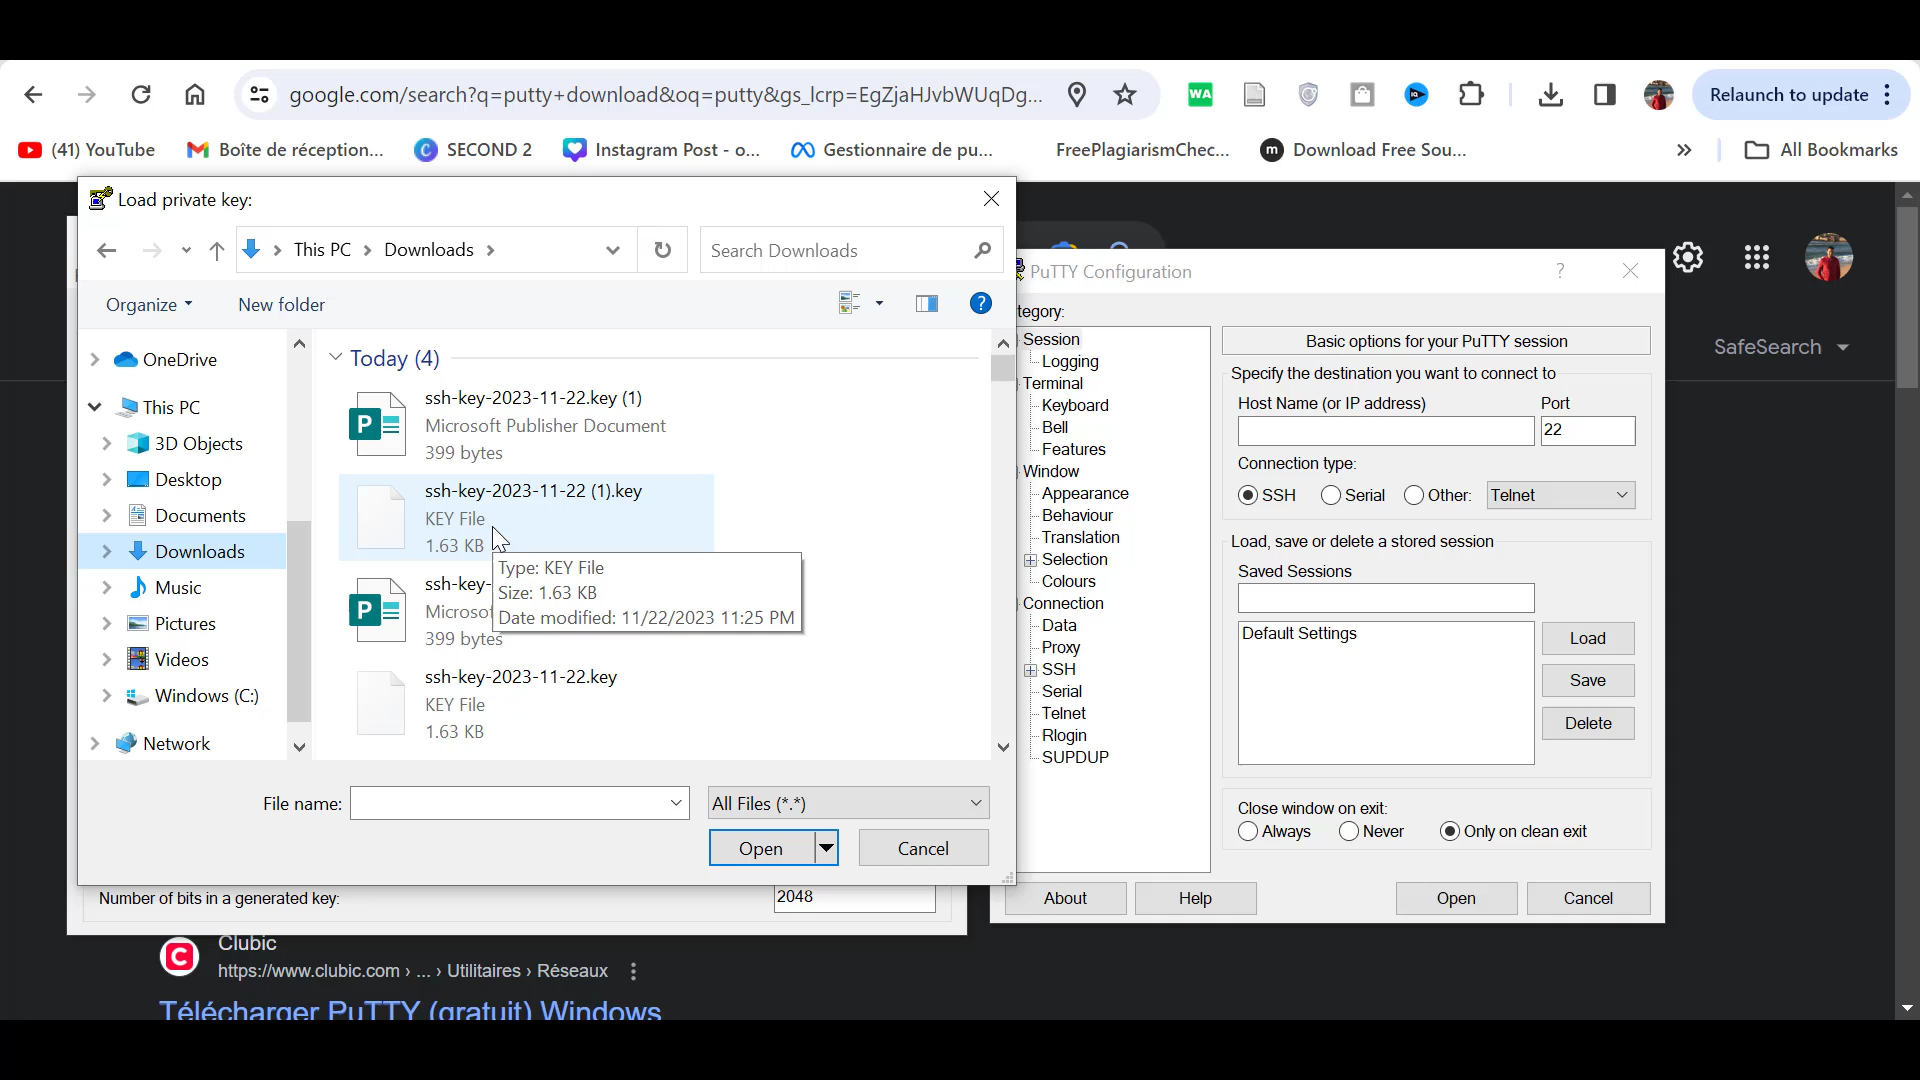 google.com/search?q=putty+download&oq=putty&gs_lcrp=EgZjaHJvbWUqDg...
WA
Relaunch to update
(41) YouTube
Boîte de réception...
SECOND 2
Instagram Post - o...
Gestionnaire de pu...
FreePlagiarismChec...
Download Free Sou...
All Bookmarks
Load private key:
This PC
Downloads
Search Downloads
Organize
New folder
OneDrive
This PC
3D Objects
Desktop
Documents
Downloads
Music
Pictures
Videos
Windows (C:)
Network
Today (4)
ssh-key-2023-11-22.key (1)
Microsoft Publisher Document
399 bytes
ssh-key-2023-11-22 (1).key
KEY File
1.63 KB
Type: KEY File
Size: 1.63 KB
Date modified: 11/22/2023 11:25 PM
ssh-key-
Microsof
399 bytes
ssh-key-2023-11-22.key
KEY File
1.63 KB
File name:
All Files (*.*)
Open
Cancel
Number of bits in a generated key:
2048
PuTTY Configuration
?
tegory:
Session
Logging
Terminal
Keyboard
Bell
Features
Window
Appearance
Behaviour
Translation
Selection
Colours
Connection
Data
Proxy
SSH
Serial
Telnet
Rlogin
SUPDUP
Basic options for your PuTTY session
Specify the destination you want to connect to
Host Name (or IP address)
Port
22
Connection type:
SSH
Serial
Other:
Telnet
Load, save or delete a stored session
Saved Sessions
Default Settings
Load
Save
Delete
Close window on exit:
Always
Never
Only on clean exit
About
Help
Open
Cancel
SafeSearch
Clubic
https://www.clubic.com › ... › Utilitaires › Réseaux
Télécharger PuTTY (gratuit) Windows